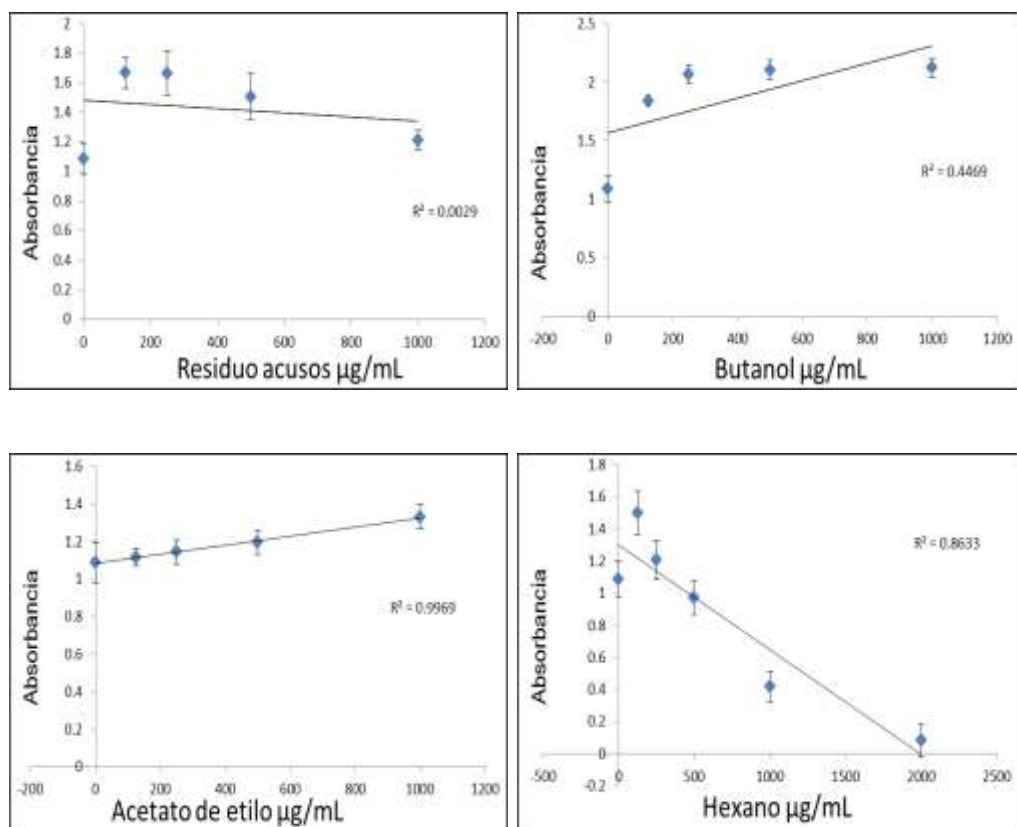 2
1.8
1.6
1.4
1.2
1
0.8
0.6
0.4
0.2
0
Absorbancia
R² = 0.0029
0 200 400 600 800 1000 1200
Residuo acusos µg/mL
2.5
2
1.5
1
0.5
0
Absorbancia
R² = 0.4469
-200 0 200 400 600 800 1000 1200
Butanol µg/mL
1.6
1.4
1.2
1
0.8
0.6
0.4
0.2
0
Absorbancia
R² = 0.9969
-200 0 200 400 600 800 1000 1200
Acetato de etilo µg/mL
1.8
1.6
1.4
1.2
1
0.8
0.6
0.4
0.2
0
-0.2
Absorbancia
R² = 0.8633
-500 0 500 1000 1500 2000 2500
Hexano µg/mL